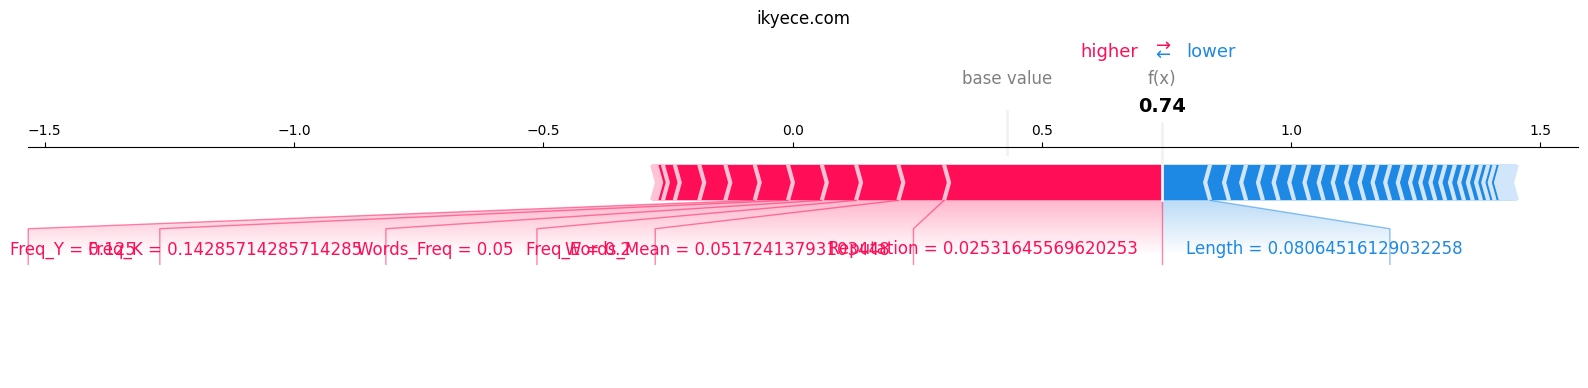 ikyece.com
higher ⇄ lower
base value f(x)
0.74
−1.5 −1.0 −0.5 0.0 0.5 1.0 1.5
Freq_Y = 0.125 Freq_K = 0.14285714285714285 Words_Freq = 0.05 Freq_E = 0.2 Words_Mean = 0.05172413793103448 Reputation = 0.02531645569620253 Length = 0.08064516129032258